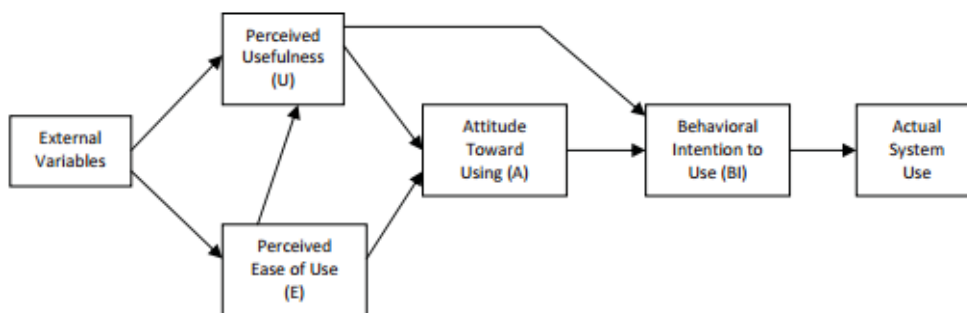 Perceived
Usefulness
(U)
External
Variables
Attitude
Toward
Using (A)
Behavioral
Intention to
Use (BI)
Actual
System
Use
Perceived
Ease of Use
(E)